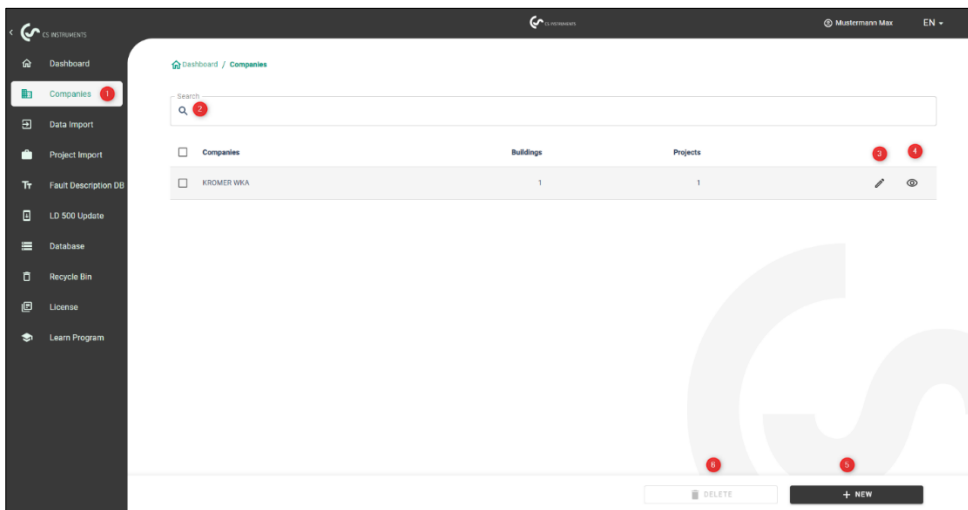 CS INSTRUMENTS
CS INSTRUMENTS
Mustermann Max
EN
Dashboard
Companies 1
Data Import
Project Import
Fault Description DB
LD 500 Update
Database
Recycle Bin
License
Learn Program
Dashboard / Companies
Search
2
Companies Buildings Projects 3 4
KROMER WKA 1 1
6 5
DELETE + NEW